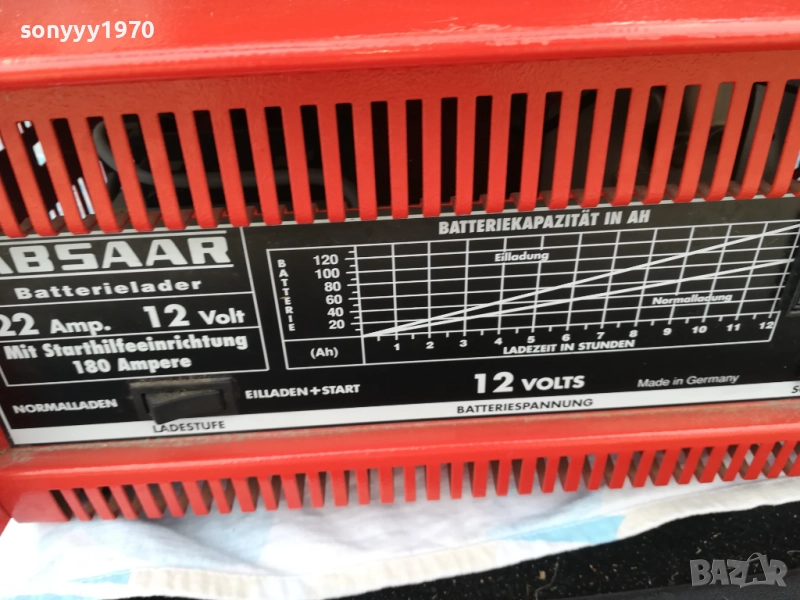 sonyyy1970
ABSAAR
Batterielader
22 Amp. 12 Volt
Mit Starthilfeeinrichtung
180 Ampere
BATTERIEKAPAZITÄT IN AH
BATTERIE
120
100
80
60
40
20
Eilladung
Normalladung
(Ah)
1 2 3 4 5 6 7 8 9 10 11 12
LADEZEIT IN STUNDEN
NORMALLADEN
EILLADEN+START
LADESTUFE
12 VOLTS
BATTERIESPANNUNG
Made in Germany
BAZAR